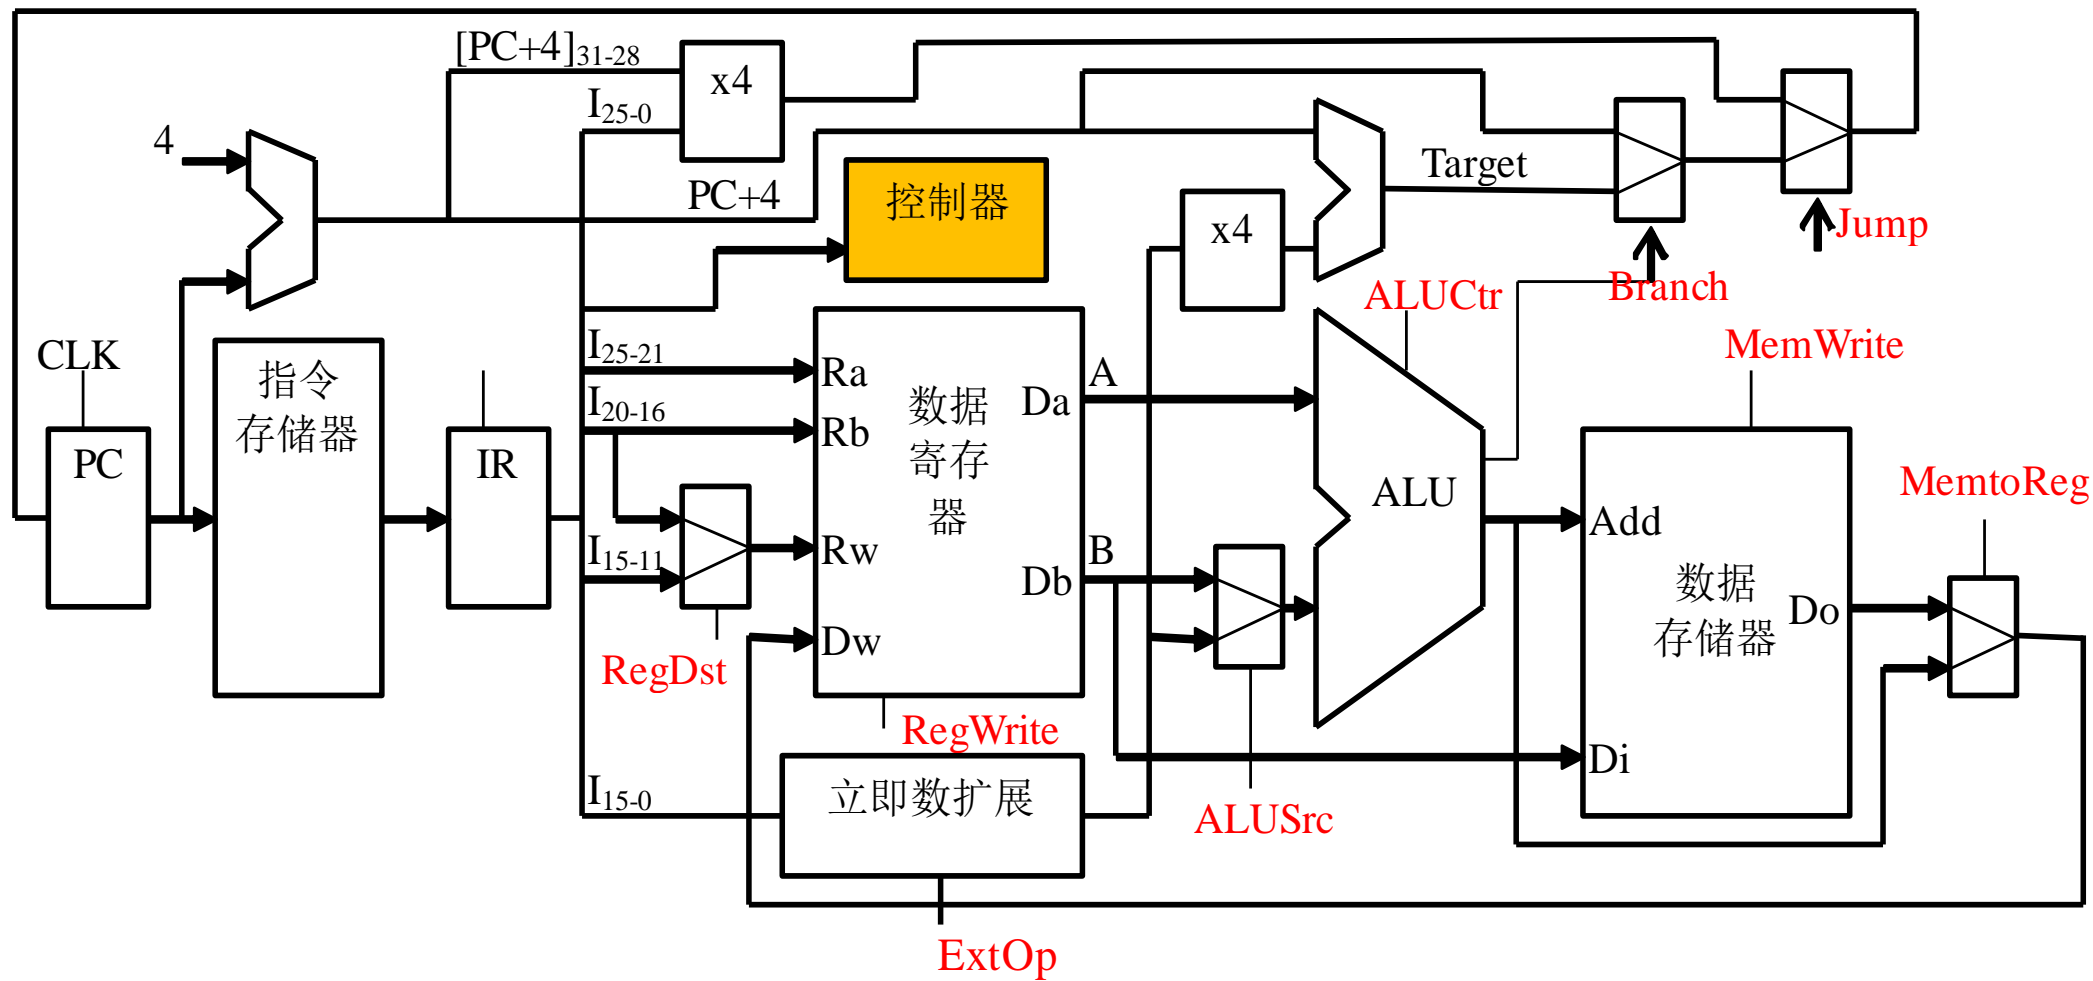 [PC+4]31-28
x4
I25-0
4
Target
PC+4
控制器
x4
Jump
Branch
ALUCtr
CLK
指令
存储器
I25-21
Ra
数据
寄存
器
Da
A
MemWrite
I20-16
Rb
PC
IR
ALU
MemtoReg
Add
I15-11
Rw
Db
B
数据
存储器
Do
Dw
RegDst
RegWrite
Di
I15-0
立即数扩展
ALUSrc
ExtOp